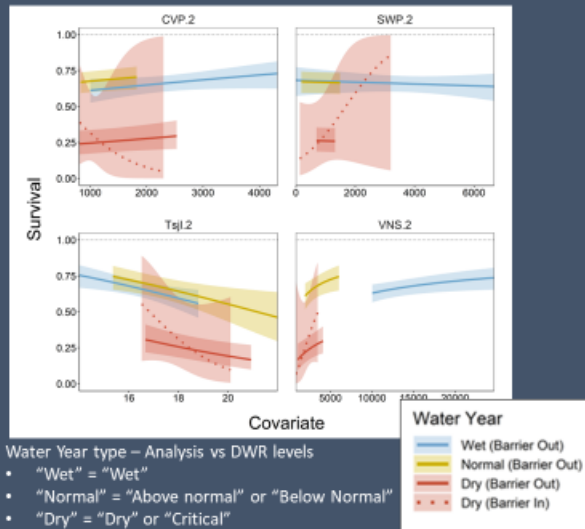 CVP.2
SWP.2
1.00
0.75
0.50
0.25
0.00
1000 2000 3000 4000
0 2000 4000 6000
Survival
TsjI.2
VNS.2
1.00
0.75
0.50
0.25
0.00
16 18 20
5000 10000 15000 20000
Covariate
Water Year
Wet (Barrier Out)
Normal (Barrier Out)
Dry (Barrier Out)
Dry (Barrier In)
Water Year type – Analysis vs DWR levels
• "Wet" = "Wet"
• "Normal" = "Above normal" or "Below Normal"
• "Dry" = "Dry" or "Critical"